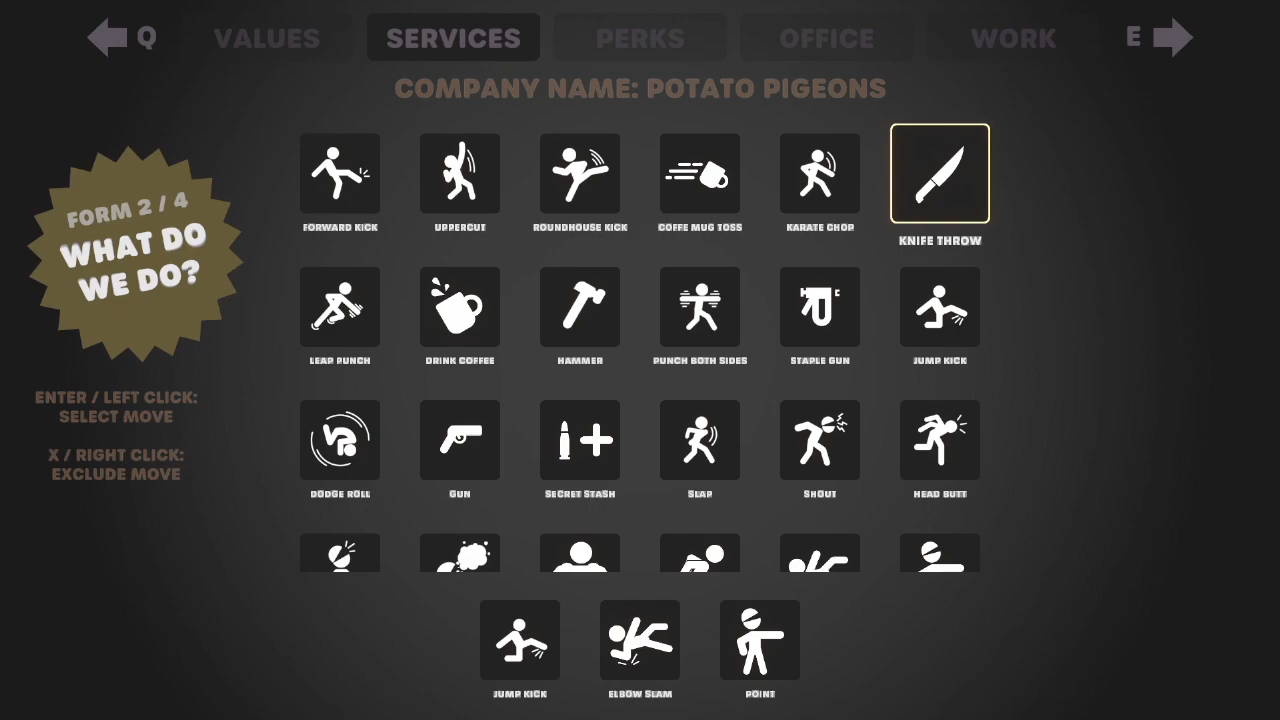 Q
VALUES
SERVICES
PERKS
OFFICE
WORK
E
COMPANY NAME: POTATO PIGEONS
FORM 2 / 4
WHAT DO
WE DO?
ENTER / LEFT CLICK:
SELECT MOVE
X / RIGHT CLICK:
EXCLUDE MOVE
FORWARD KICK
UPPERCUT
ROUNDHOUSE KICK
COFFE MUG TOSS
KARATE CHOP
KNIFE THROW
LEAP PUNCH
DRINK COFFEE
HAMMER
PUNCH BOTH SIDES
STAPLE GUN
JUMP KICK
DODGE ROLL
GUN
SECRET STASH
SLAP
SHOUT
HEAD BUTT
JUMP KICK
ELBOW SLAM
POINT